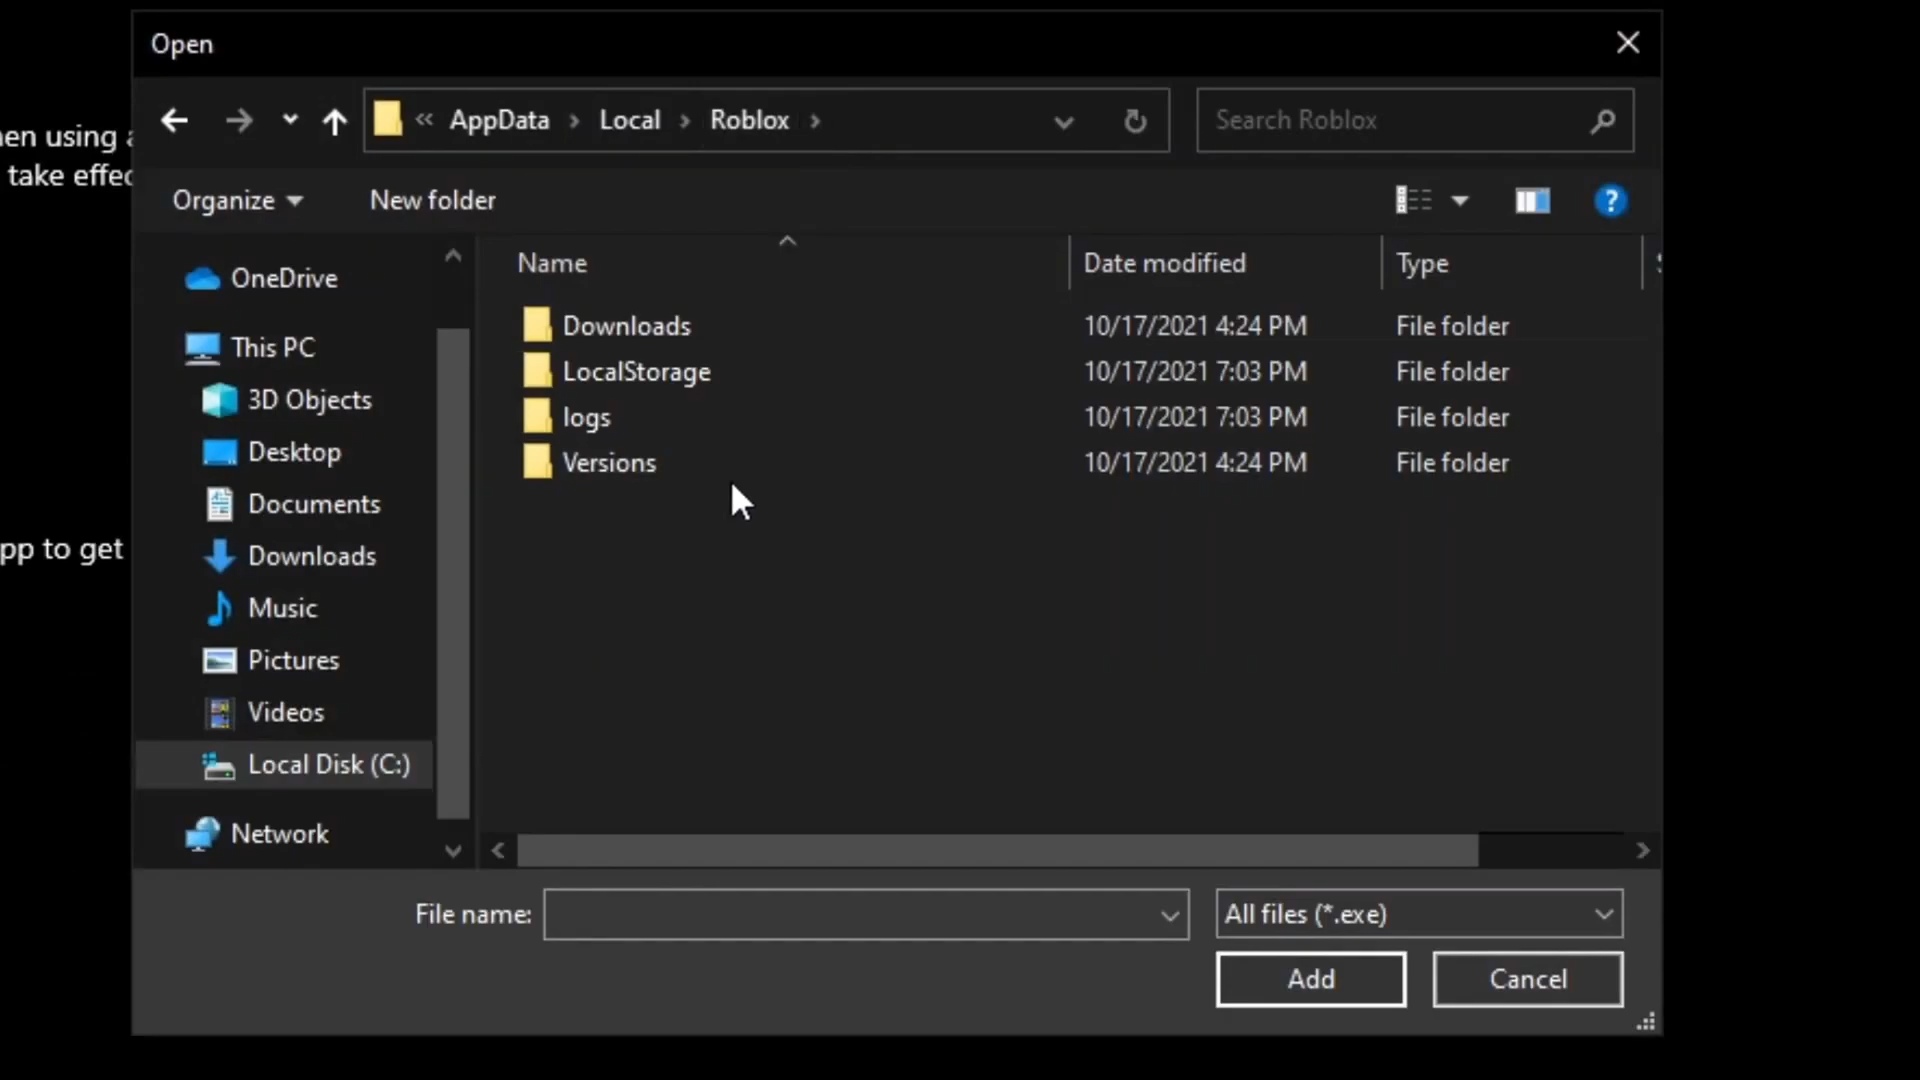 Open
AppData > Local > Roblox >
Search Roblox
en using
take effec
Organize
New folder
Name
Date modified
Type
OneDrive
This PC
3D Objects
Desktop
Documents
Downloads
Music
Pictures
Videos
Local Disk (C:)
Network
Downloads 10/17/2021 4:24 PM File folder
LocalStorage 10/17/2021 7:03 PM File folder
logs 10/17/2021 7:03 PM File folder
Versions 10/17/2021 4:24 PM File folder
pp to get
File name:
All files (*.exe)
Add
Cancel